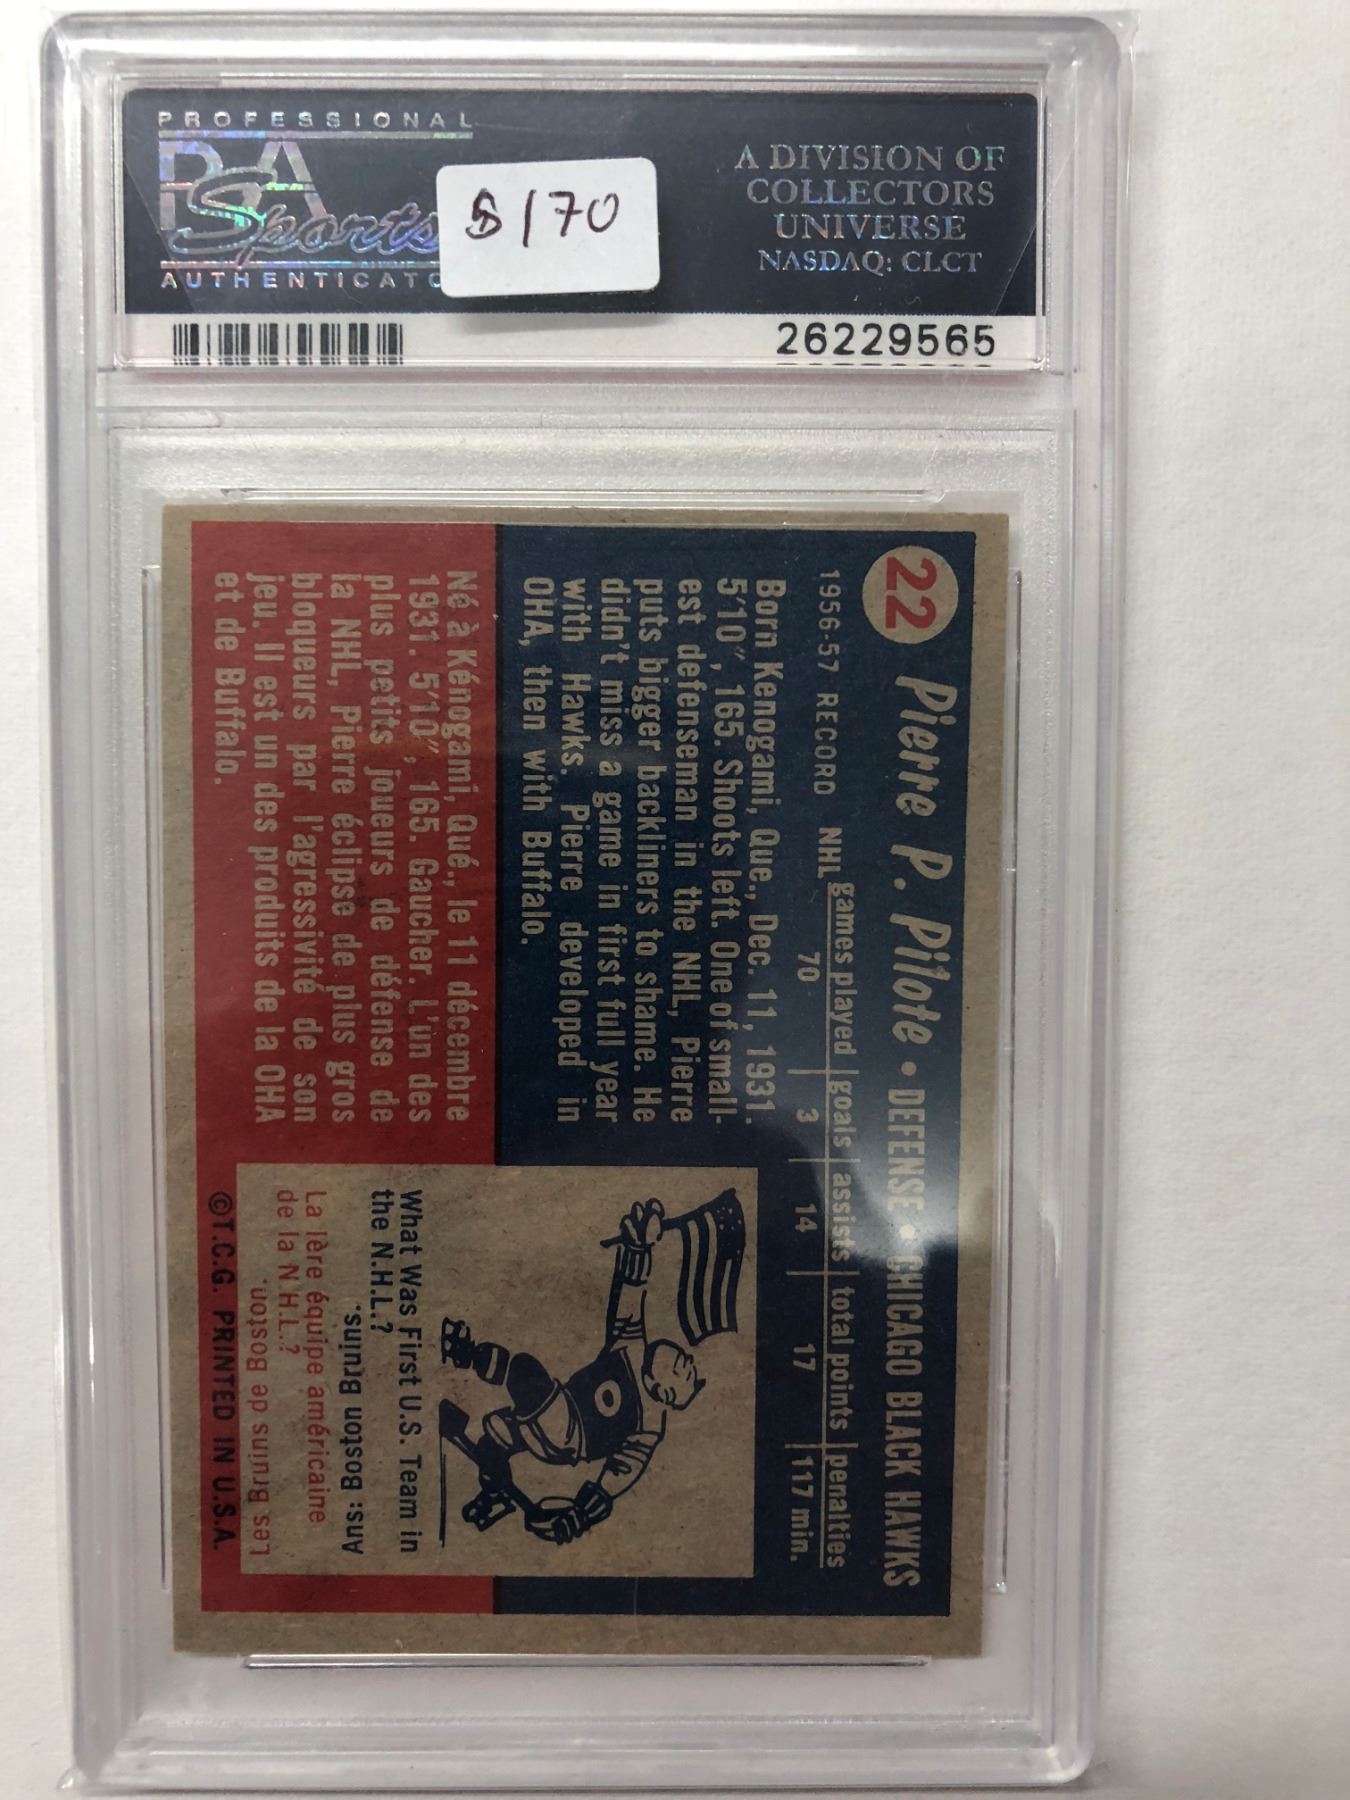 PROFESSIONAL
PSA
Sports
AUTHENTICATO
$170
A DIVISION OF
COLLECTORS
UNIVERSE
NASDAQ: CLCT
26229565
22 Pierre P. Pilote • DEFENSE • CHICAGO BLACK HAWKS
1956-57 RECORD NHL games played goals assists total points penalties
70 3 14 17 117 min.
Born Kenogami, Que., Dec. 11, 1931.
5'10", 165. Shoots left. One of small-
est defenseman in the NHL, Pierre
puts bigger backliners to shame. He
didn't miss a game in first full year
with Hawks. Pierre developed in
OHA, then with Buffalo.
Né à Kénogami, Qué., le 11 décembre
1931. 5'10", 165. Gaucher. L'un des
plus petits joueurs de défense de
la NHL, Pierre éclipse de plus gros
bloqueurs par l'agressivité de son
jeu. Il est un des produits de la OHA
et de Buffalo.
What Was First U.S. Team in
the N.H.L.?
Ans: Boston Bruins.
La 1ère équipe américaine
de la N.H.L.?
Les Bruins de Boston.
©T.C.G. PRINTED IN U.S.A.